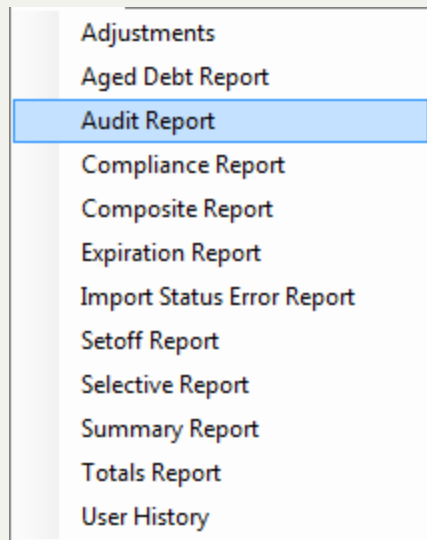 Adjustments
Aged Debt Report
Audit Report
Compliance Report
Composite Report
Expiration Report
Import Status Error Report
Setoff Report
Selective Report
Summary Report
Totals Report
User History